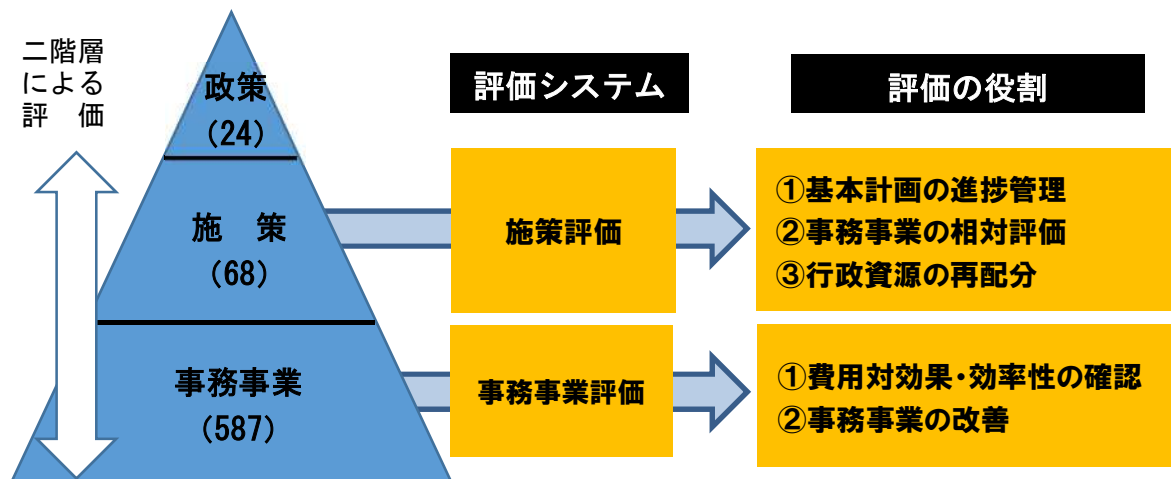 二階層
による
評　価
政策
(24)
施　策
(68)
事務事業
(587)
評価システム
施策評価
事務事業評価
評価の役割
①基本計画の進捗管理
②事務事業の相対評価
③行政資源の再配分
①費用対効果・効率性の確認
②事務事業の改善